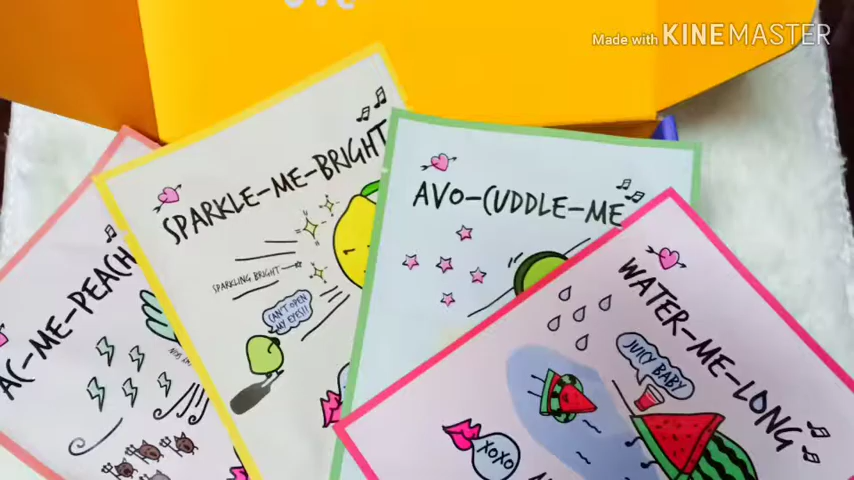 Made with KINEMASTER
SPARKLE-ME-BRIGHT
SPARKLING BRIGHT
CAN'T OPEN
MY EYES!!
AVO-CUDDLE-ME
WATER-ME-LONG
JUICY BABY
XOXO
AC-ME-PEACH